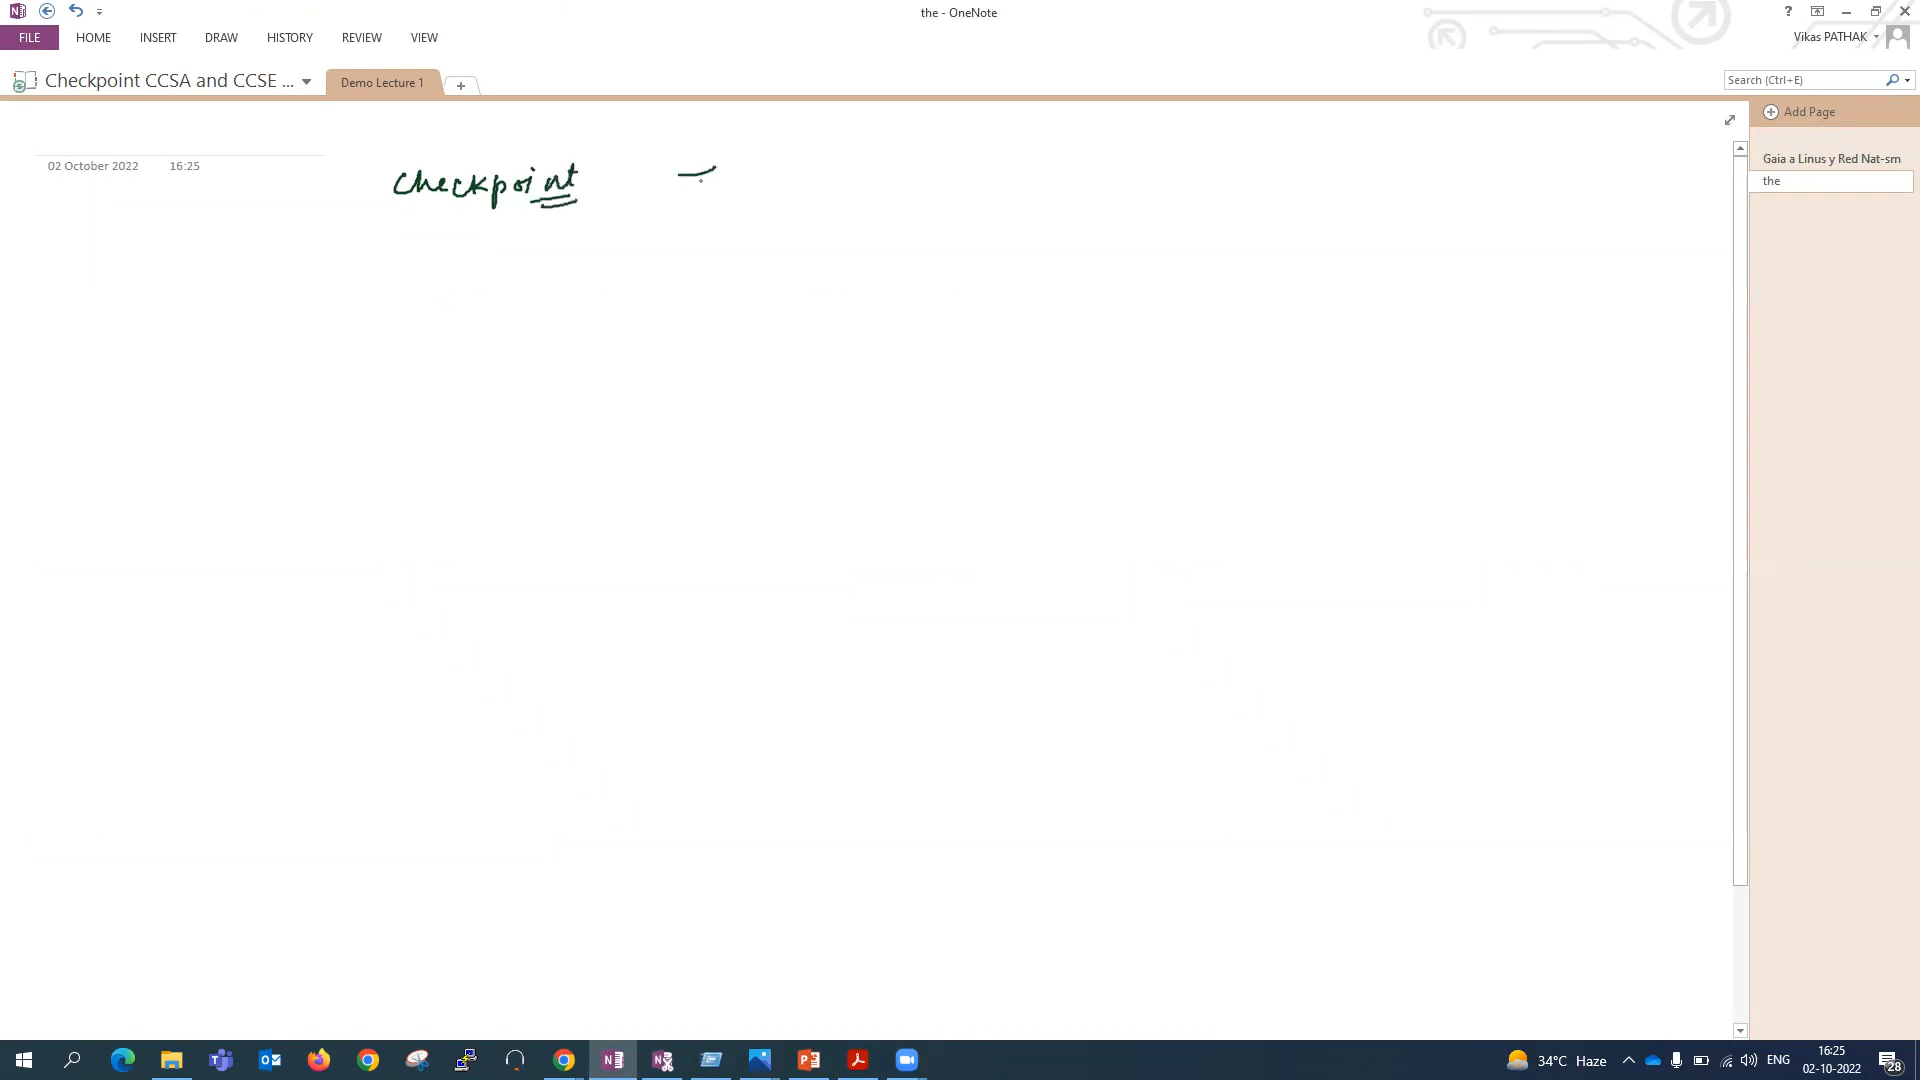 the - OneNote
?
FILE HOME INSERT DRAW HISTORY REVIEW VIEW
Vikas PATHAK
Checkpoint CCSA and CCSE ...
Demo Lecture 1
+
Search (Ctrl+E)
Add Page
02 October 2022 16:25
checkpoint
Gaia a Linus y Red Nat-sm
the
34°C Haze
ENG
16:25
02-10-2022
28